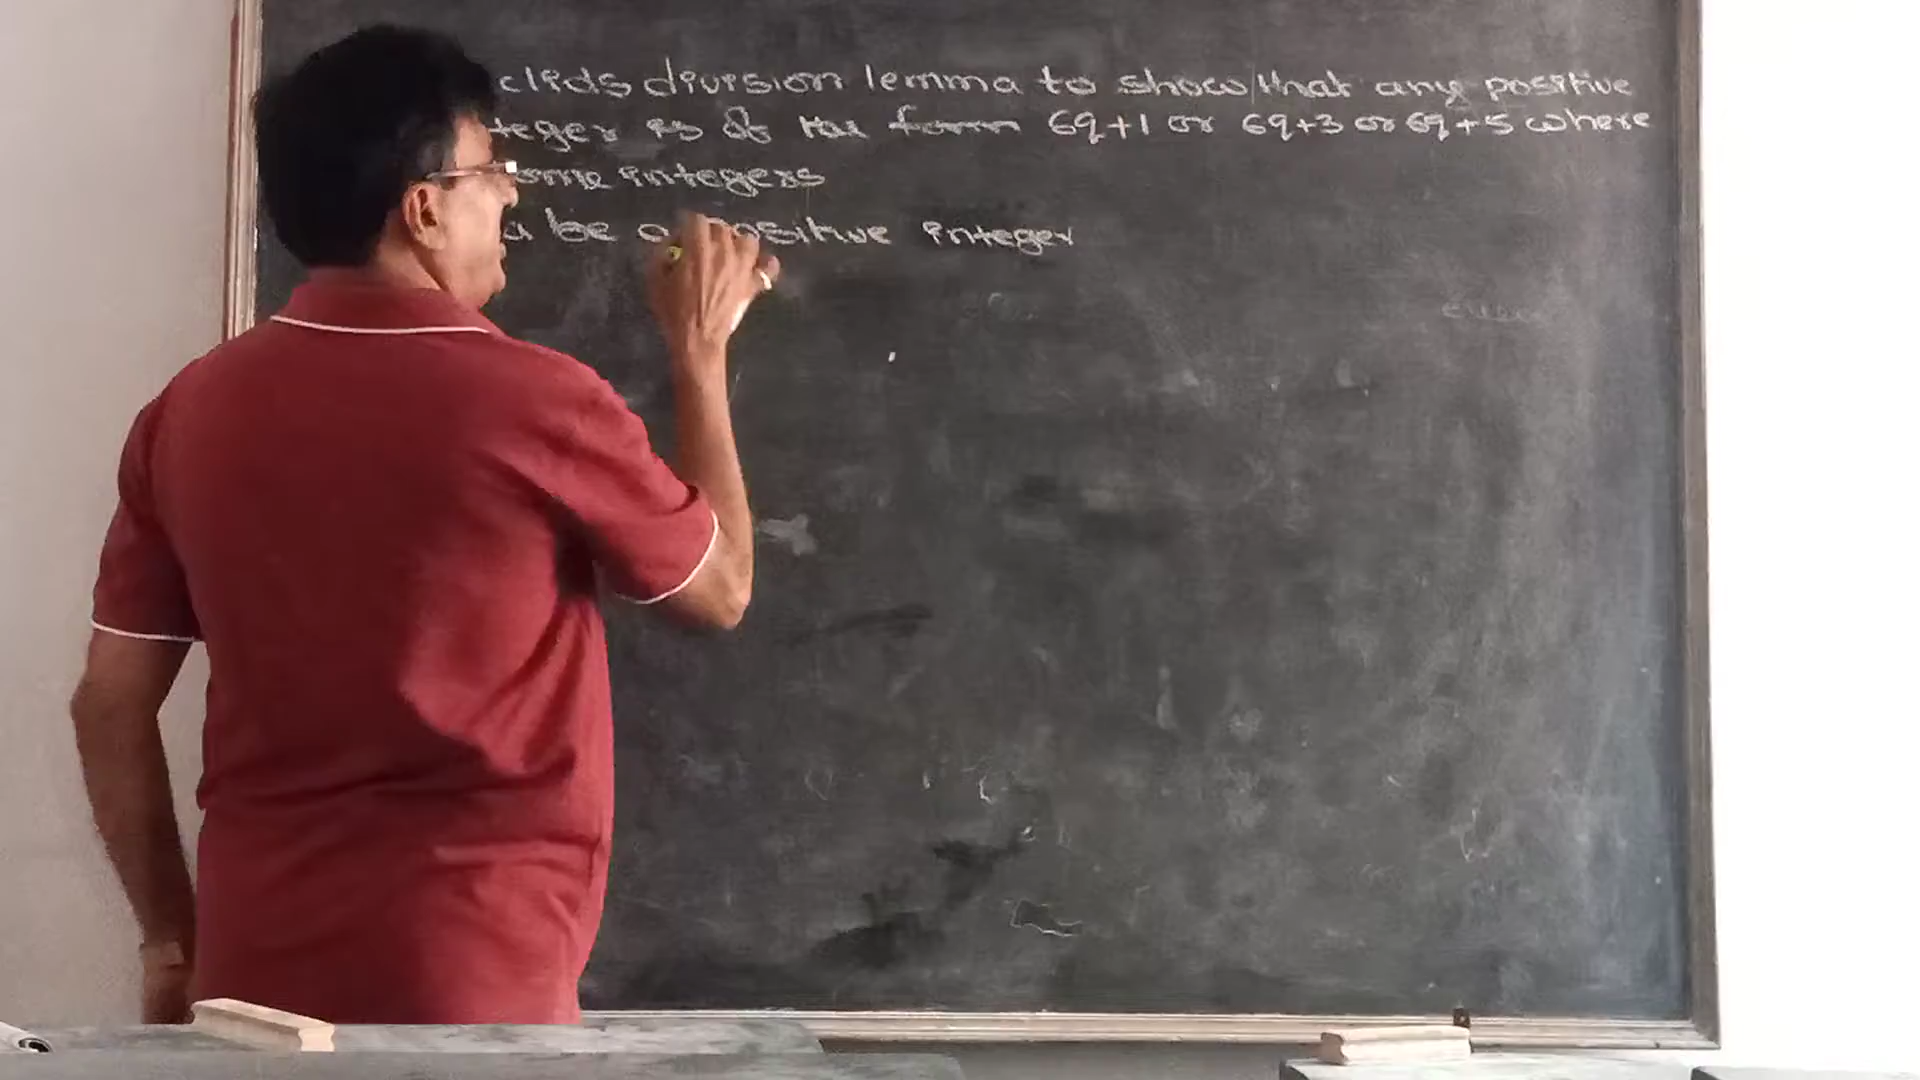 clids division lemma to show that any positive
teger is of the form 6q+1 or 6q+3 or 6q+5 where
ome integers
a be a positive integer